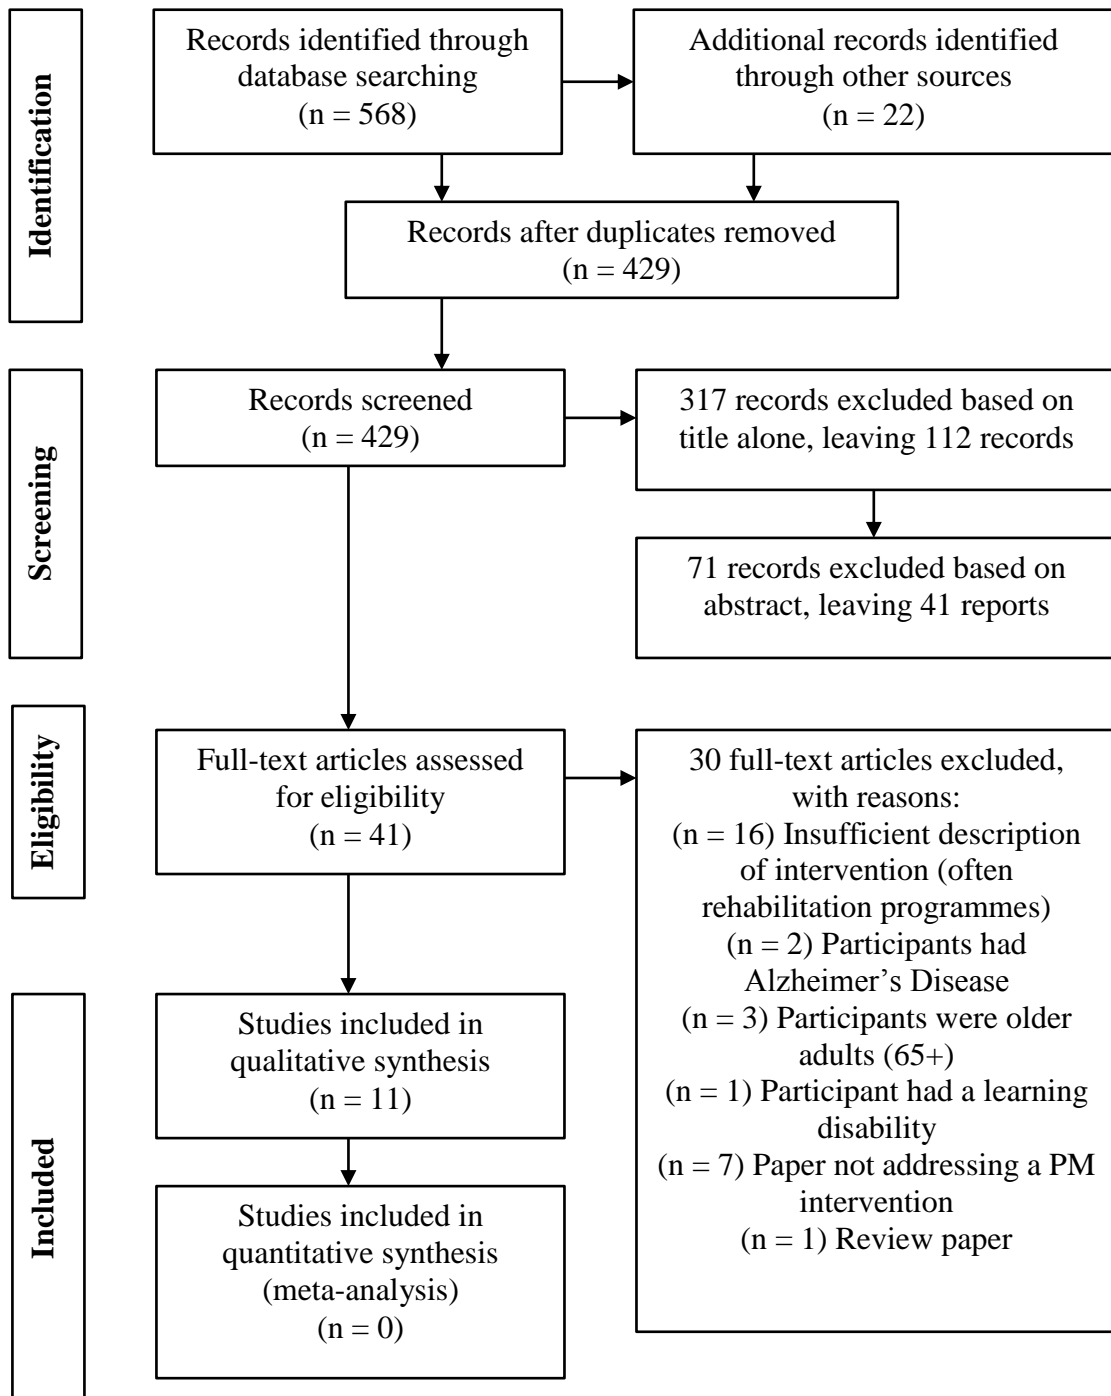 Identification
Records identified through
database searching
(n = 568)
Additional records identified
through other sources
(n = 22)
Records after duplicates removed
(n = 429)
Screening
Records screened
(n = 429)
317 records excluded based on
title alone, leaving 112 records
71 records excluded based on
abstract, leaving 41 reports
Eligibility
Full-text articles assessed
for eligibility
(n = 41)
30 full-text articles excluded,
with reasons:
(n = 16) Insufficient description
of intervention (often
rehabilitation programmes)
(n = 2) Participants had
Alzheimer’s Disease
(n = 3) Participants were older
adults (65+)
(n = 1) Participant had a learning
disability
(n = 7) Paper not addressing a PM
intervention
(n = 1) Review paper
Included
Studies included in
qualitative synthesis
(n = 11)
Studies included in
quantitative synthesis
(meta-analysis)
(n = 0)